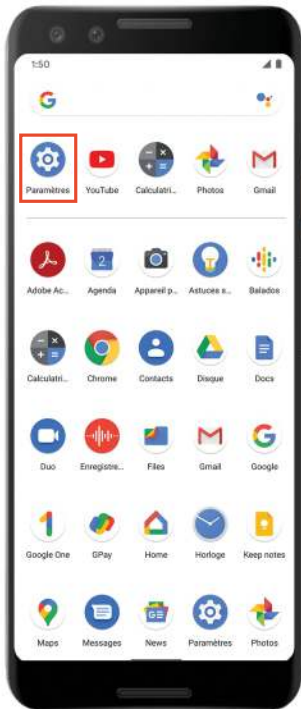 1:50
Paramètres YouTube Calculatri... Photos Gmail
Adobe Ac... Agenda Appareil p... Astuces s... Balados
Calculatri... Chrome Contacts Disque Docs
Duo Enregistre... Files Gmail Google
Google One GPay Home Horloge Keep notes
Maps Messages News Paramètres Photos